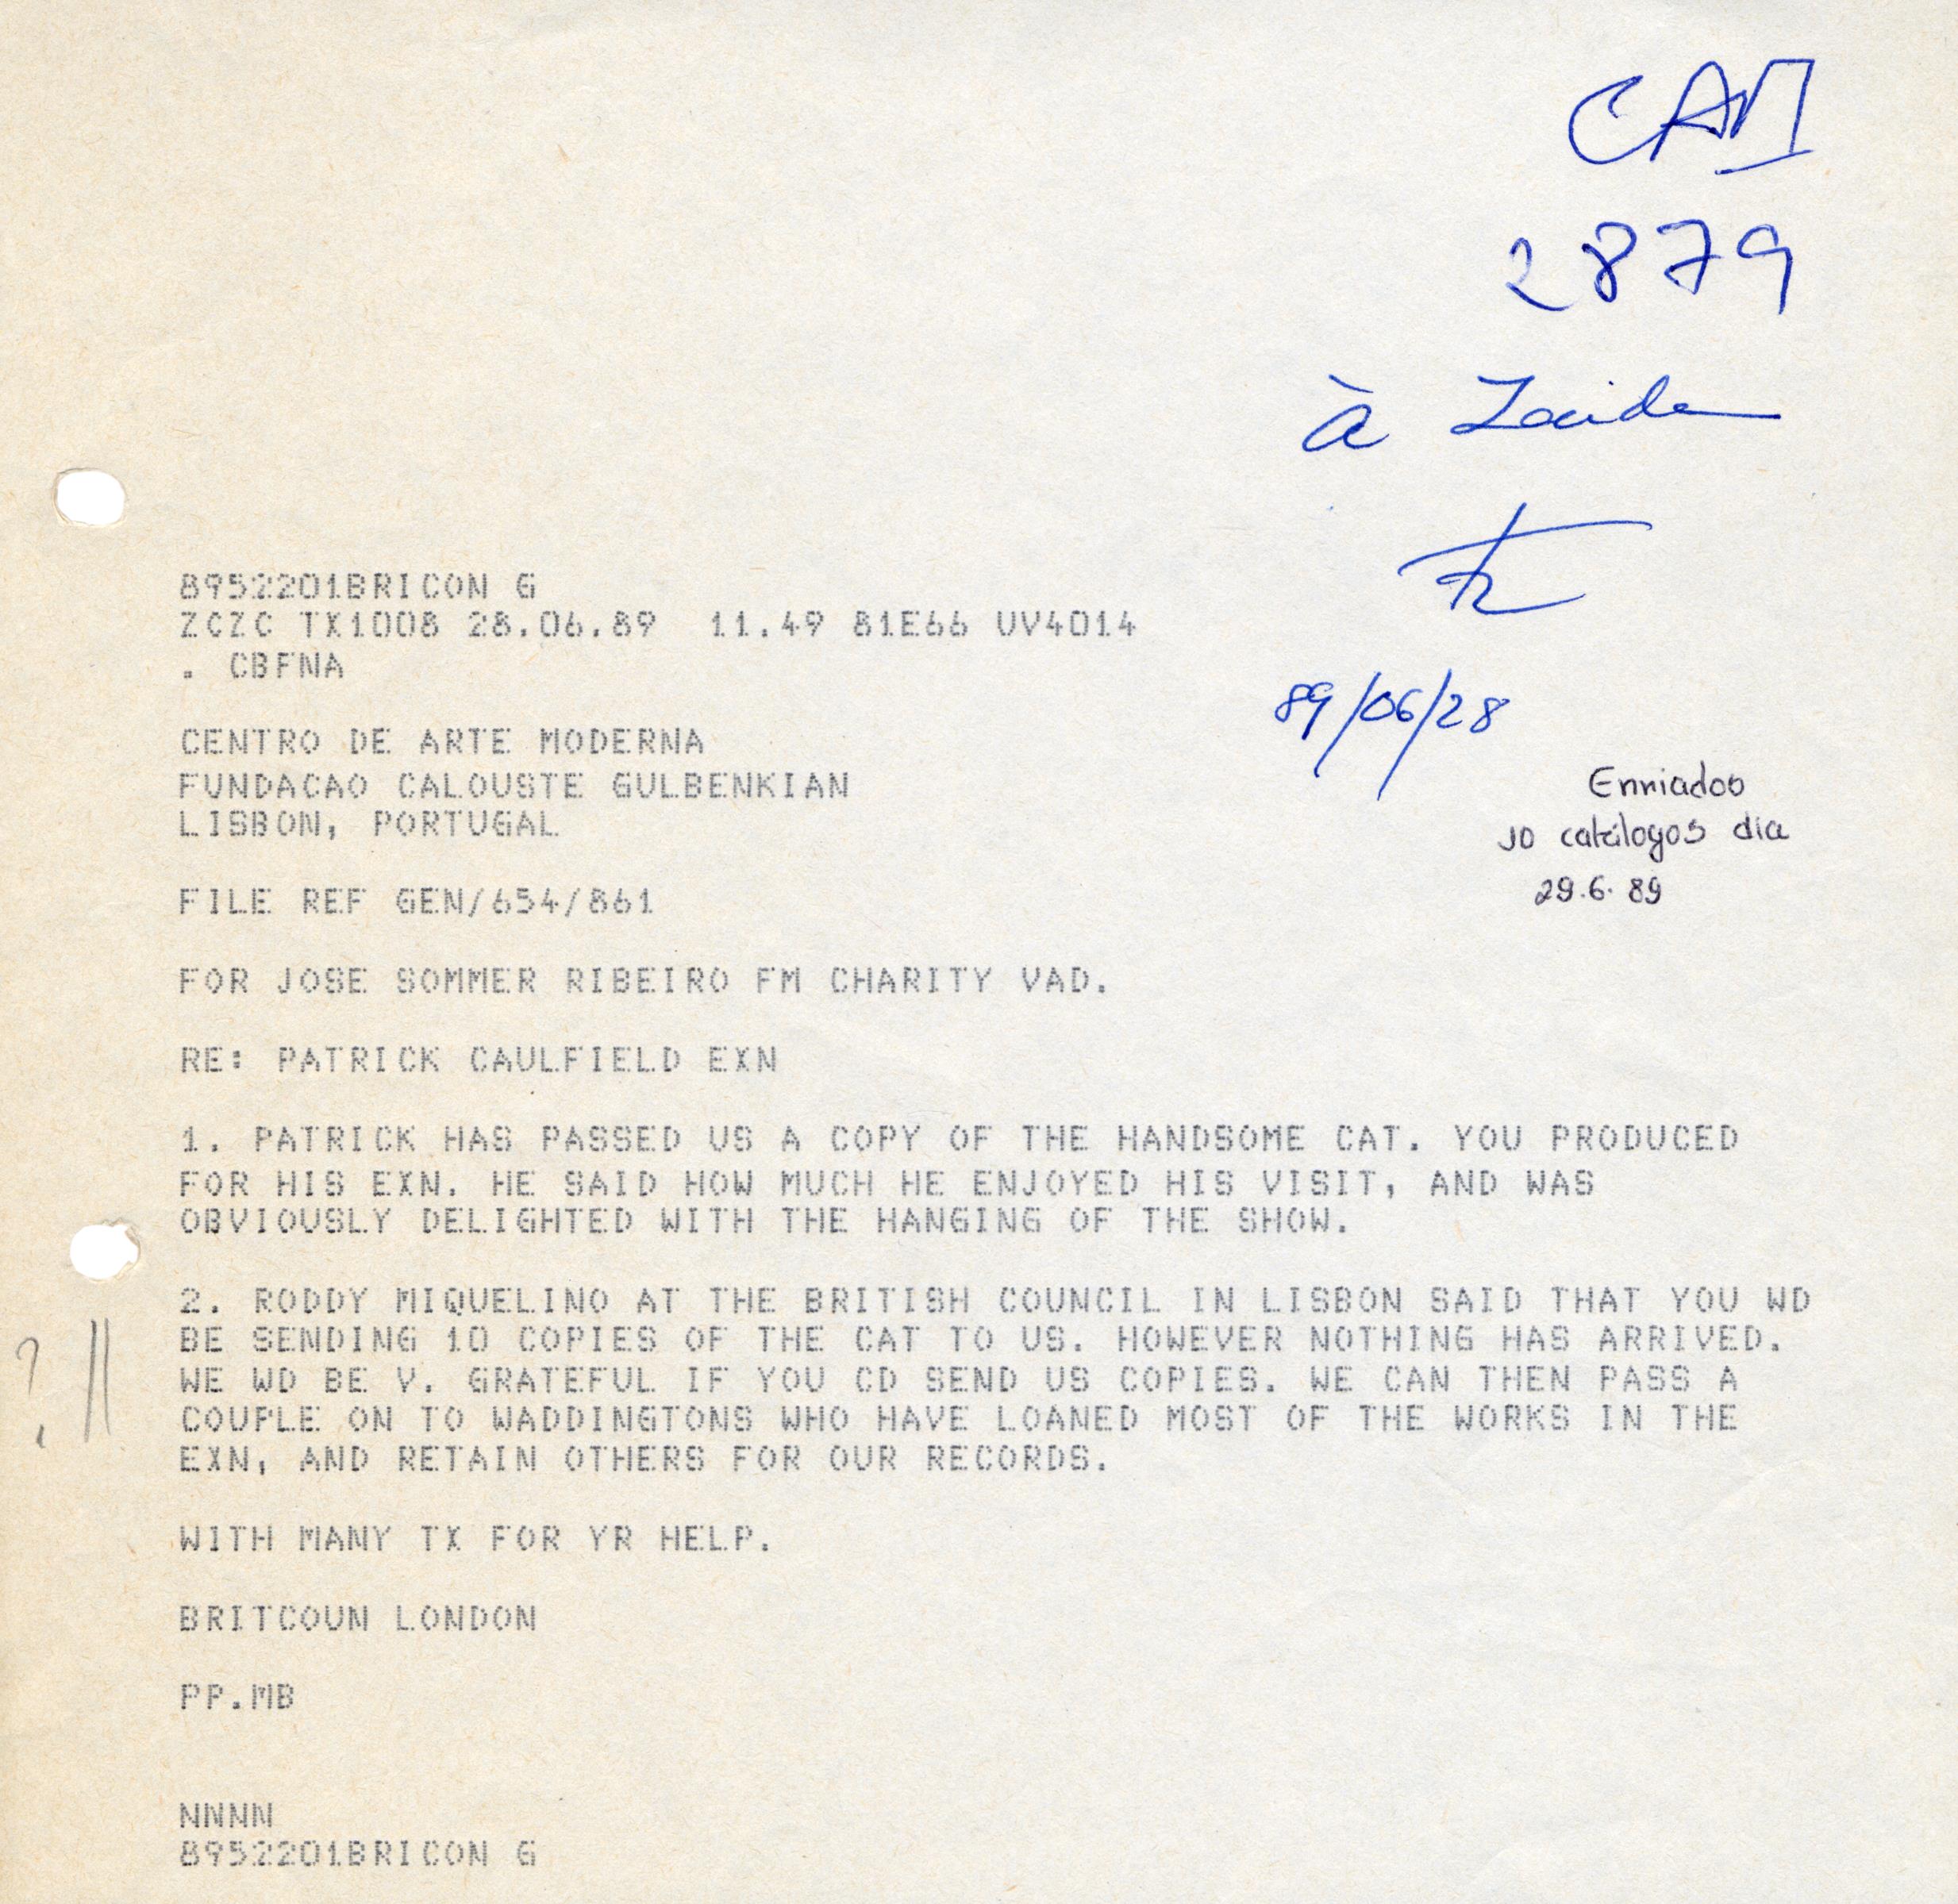 CAM
2879
à Zaida
89/06/28
Enviados
10 catálogos dia
29.6.89
8952201BRICON G
ZCZC TX1008 28.06.89 11.49 81E66 UV4014
. CBFNA
CENTRO DE ARTE MODERNA
FUNDACAO CALOUSTE GULBENKIAN
LISBON, PORTUGAL
FILE REF GEN/654/861
FOR JOSE SOMMER RIBEIRO FM CHARITY VAD.
RE: PATRICK CAULFIELD EXN
1. PATRICK HAS PASSED US A COPY OF THE HANDSOME CAT. YOU PRODUCED
FOR HIS EXN. HE SAID HOW MUCH HE ENJOYED HIS VISIT, AND WAS
OBVIOUSLY DELIGHTED WITH THE HANGING OF THE SHOW.
2. RODDY MIQUELINO AT THE BRITISH COUNCIL IN LISBON SAID THAT YOU WD
BE SENDING 10 COPIES OF THE CAT TO US. HOWEVER NOTHING HAS ARRIVED.
WE WD BE V. GRATEFUL IF YOU CD SEND US COPIES. WE CAN THEN PASS A
COUPLE ON TO WADDINGTONS WHO HAVE LOANED MOST OF THE WORKS IN THE
EXN, AND RETAIN OTHERS FOR OUR RECORDS.
?
WITH MANY TX FOR YR HELP.
BRITCOUN LONDON
PP.MB
NNNN
8952201BRICON G